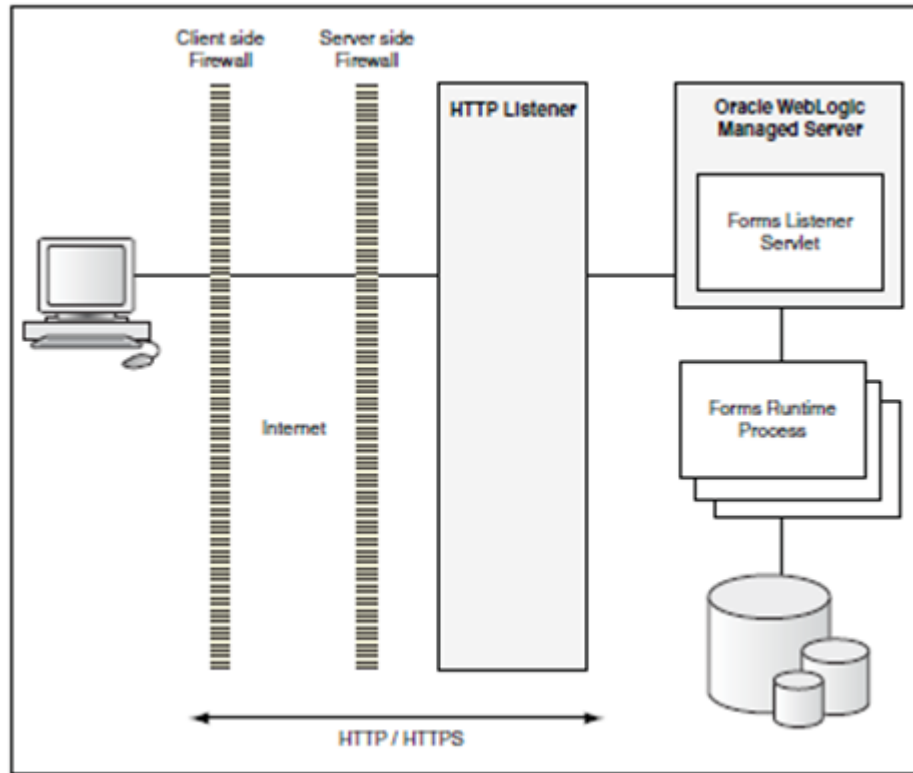 Client side
Firewall
Server side
Firewall
HTTP Listener
Oracle WebLogic
Managed Server
Forms Listener
Servlet
Internet
Forms Runtime
Process
HTTP / HTTPS